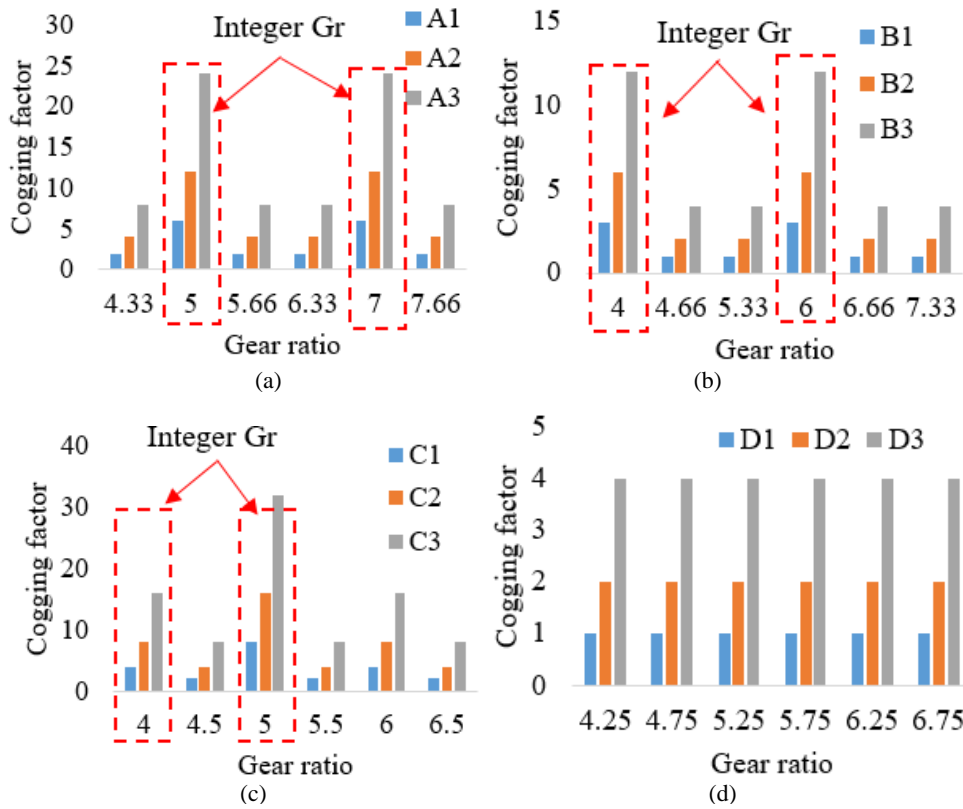 Integer Gr
A1
A2
A3
Cogging factor
30
25
20
15
10
5
0
4.33 5 5.66 6.33 7 7.66
Gear ratio
(a)
Integer Gr
B1
B2
B3
Cogging factor
15
10
5
0
4 4.66 5.33 6 6.66 7.33
Gear ratio
(b)
Integer Gr
C1
C2
C3
Cogging factor
40
30
20
10
0
4 4.5 5 5.5 6 6.5
Gear ratio
(c)
D1 D2 D3
Cogging factor
5
4
3
2
1
0
4.25 4.75 5.25 5.75 6.25 6.75
Gear ratio
(d)